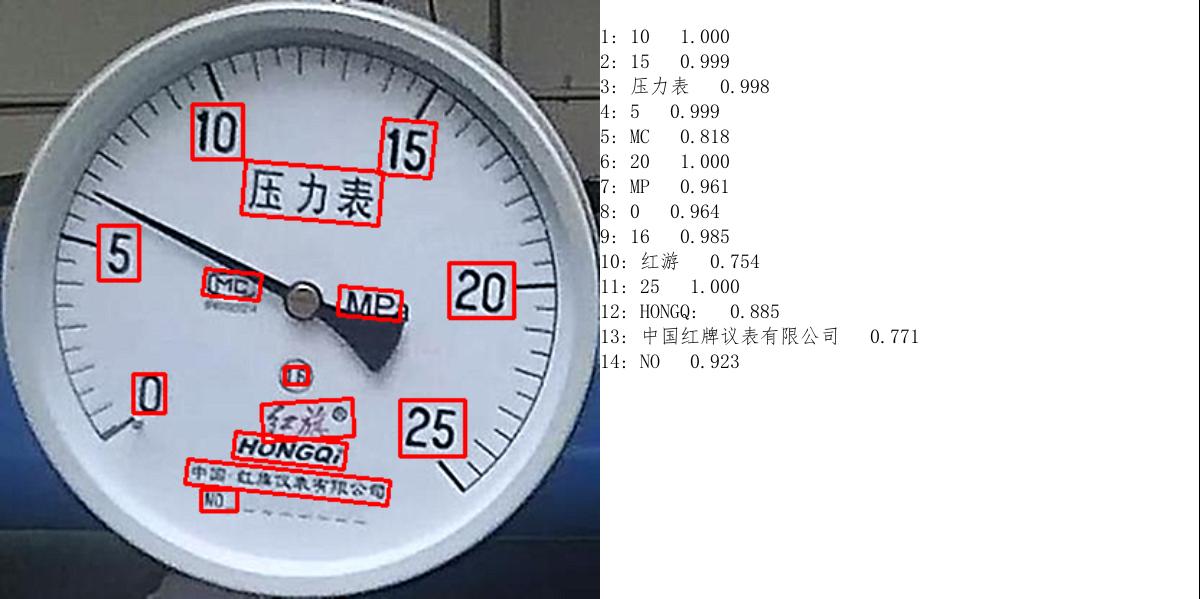 10
15
压力表
5
MC
MPa
20
16
0
红旗®
25
HONGQi
中国·红旗仪表有限公司
NO
1: 10 1.000
2: 15 0.999
3: 压力表 0.998
4: 5 0.999
5: MC 0.818
6: 20 1.000
7: MP 0.961
8: 0 0.964
9: 16 0.985
10: 红游 0.754
11: 25 1.000
12: HONGQ: 0.885
13: 中国红牌议表有限公司 0.771
14: NO 0.923